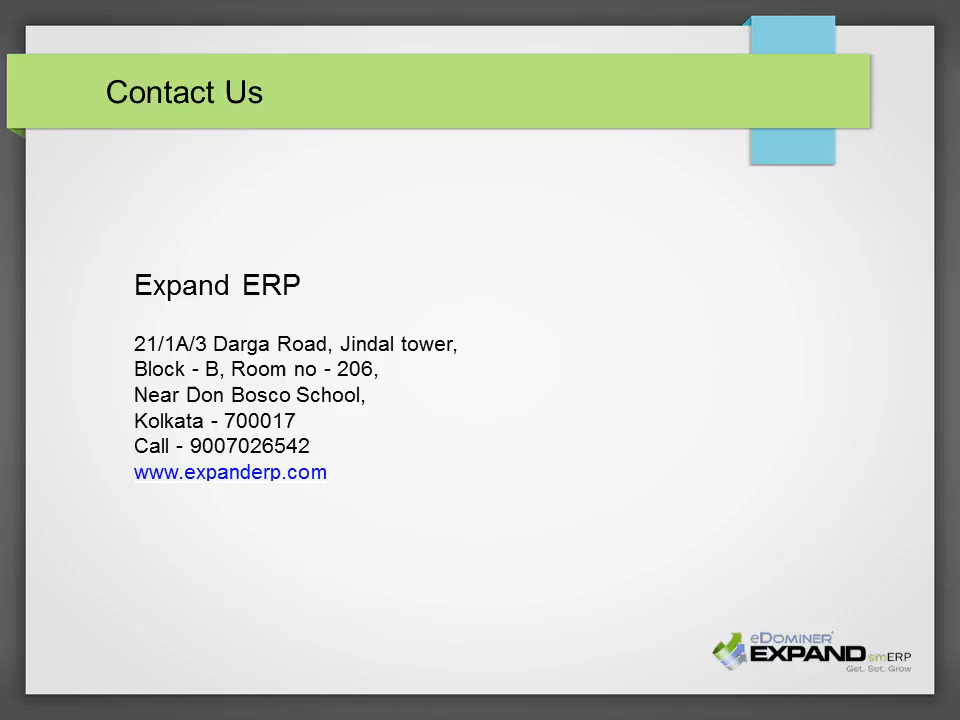 Contact Us
Expand ERP
21/1A/3 Darga Road, Jindal tower,
Block - B, Room no - 206,
Near Don Bosco School,
Kolkata - 700017
Call - 9007026542
www.expanderp.com
eDominer
EXPAND smERP
Get. Set. Grow